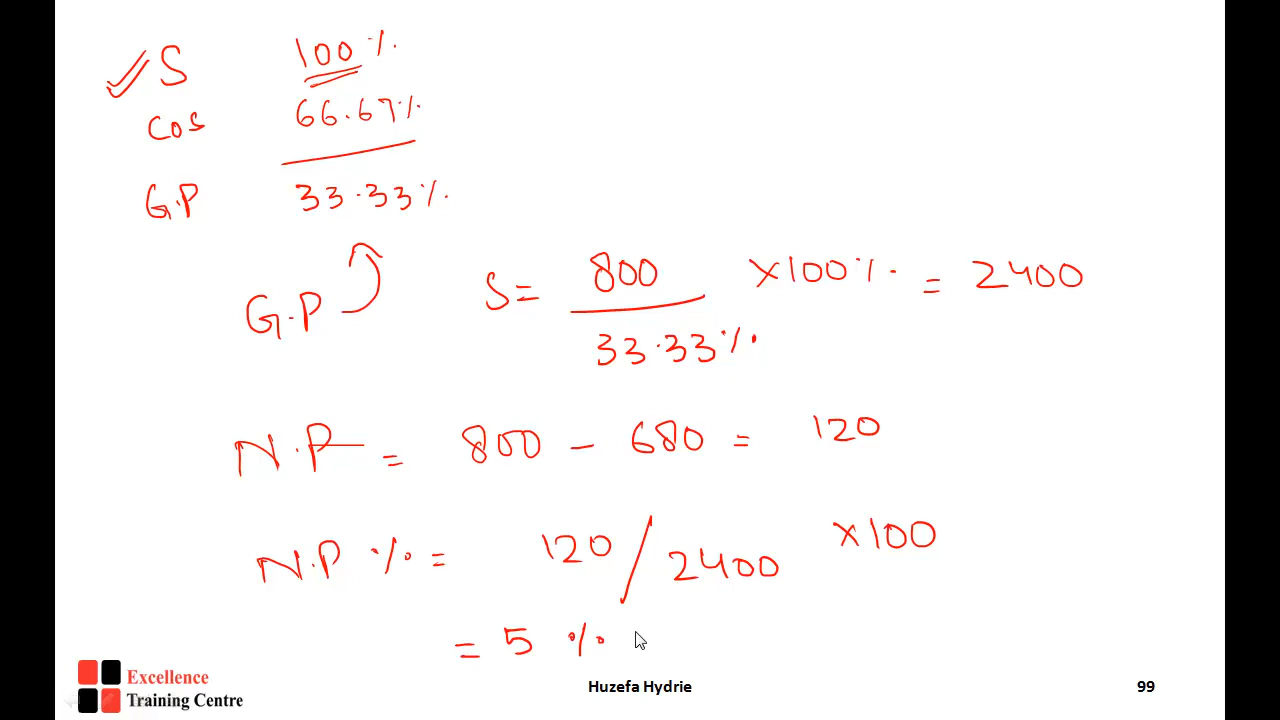 S 100%
COS 66.67%
G.P 33.33%
G.P S = 800 / 33.33% X100% = 2400
N.P = 800 - 680 = 120
N.P % = 120 / 2400 X100
= 5 %
Excellence
Training Centre
Huzefa Hydrie
99